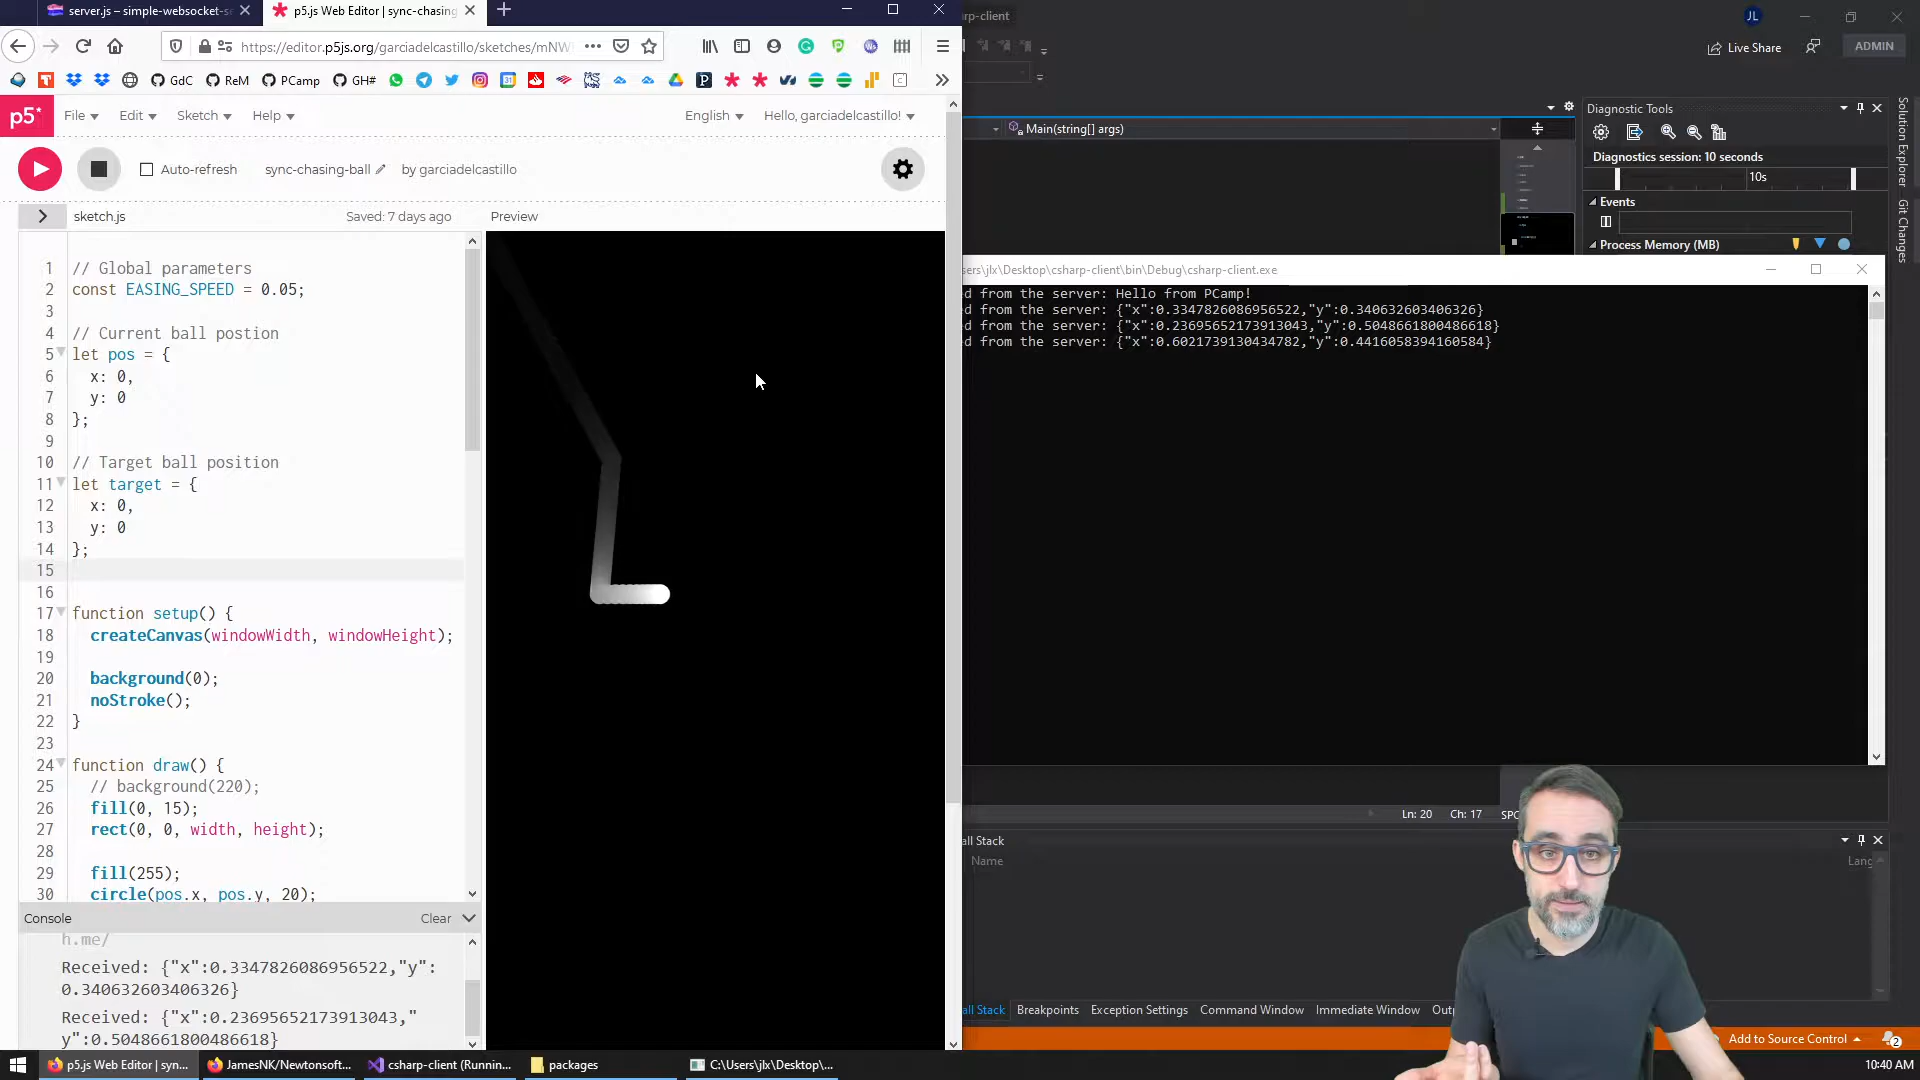 server.js – simple-websocket-s
p5.js Web Editor | sync-chasing
https://editor.p5js.org/garciadelcastillo/sketches/mNW
GdC
ReM
PCamp
GH#
p5*
File
Edit
Sketch
Help
English
Hello, garciadelcastillo!
Auto-refresh
sync-chasing-ball
by garciadelcastillo
sketch.js
Saved: 7 days ago
Preview
1 // Global parameters
2 const EASING_SPEED = 0.05;
3
4 // Current ball postion
5 let pos = {
6 x: 0,
7 y: 0
8 };
9
10 // Target ball position
11 let target = {
12 x: 0,
13 y: 0
14 };
15
16
17 function setup() {
18 createCanvas(windowWidth, windowHeight);
19
20 background(0);
21 noStroke();
22 }
23
24 function draw() {
25 // background(220);
26 fill(0, 15);
27 rect(0, 0, width, height);
28
29 fill(255);
30 circle(pos.x, pos.y, 20);
Console
Clear
h.me/
Received: {"x":0.3347826086956522,"y":
0.340632603406326}
Received: {"x":0.23695652173913043,"
y":0.5048661800486618}
rp-client
JL
Live Share
ADMIN
Main(string[] args)
Diagnostic Tools
Diagnostics session: 10 seconds
10s
Events
Process Memory (MB)
Solution Explorer
Git Changes
sers\jlx\Desktop\csharp-client\bin\Debug\csharp-client.exe
ed from the server: Hello from PCamp!
ed from the server: {"x":0.3347826086956522,"y":0.340632603406326}
ed from the server: {"x":0.23695652173913043,"y":0.5048661800486618}
ed from the server: {"x":0.6021739130434782,"y":0.4416058394160584}
Ln: 20
Ch: 17
SPC
all Stack
Name
Lang
all Stack
Breakpoints
Exception Settings
Command Window
Immediate Window
Outp
Add to Source Control
2
p5.js Web Editor | syn...
JamesNK/Newtonsoft...
csharp-client (Runnin...
packages
C:\Users\jlx\Desktop\...
10:40 AM